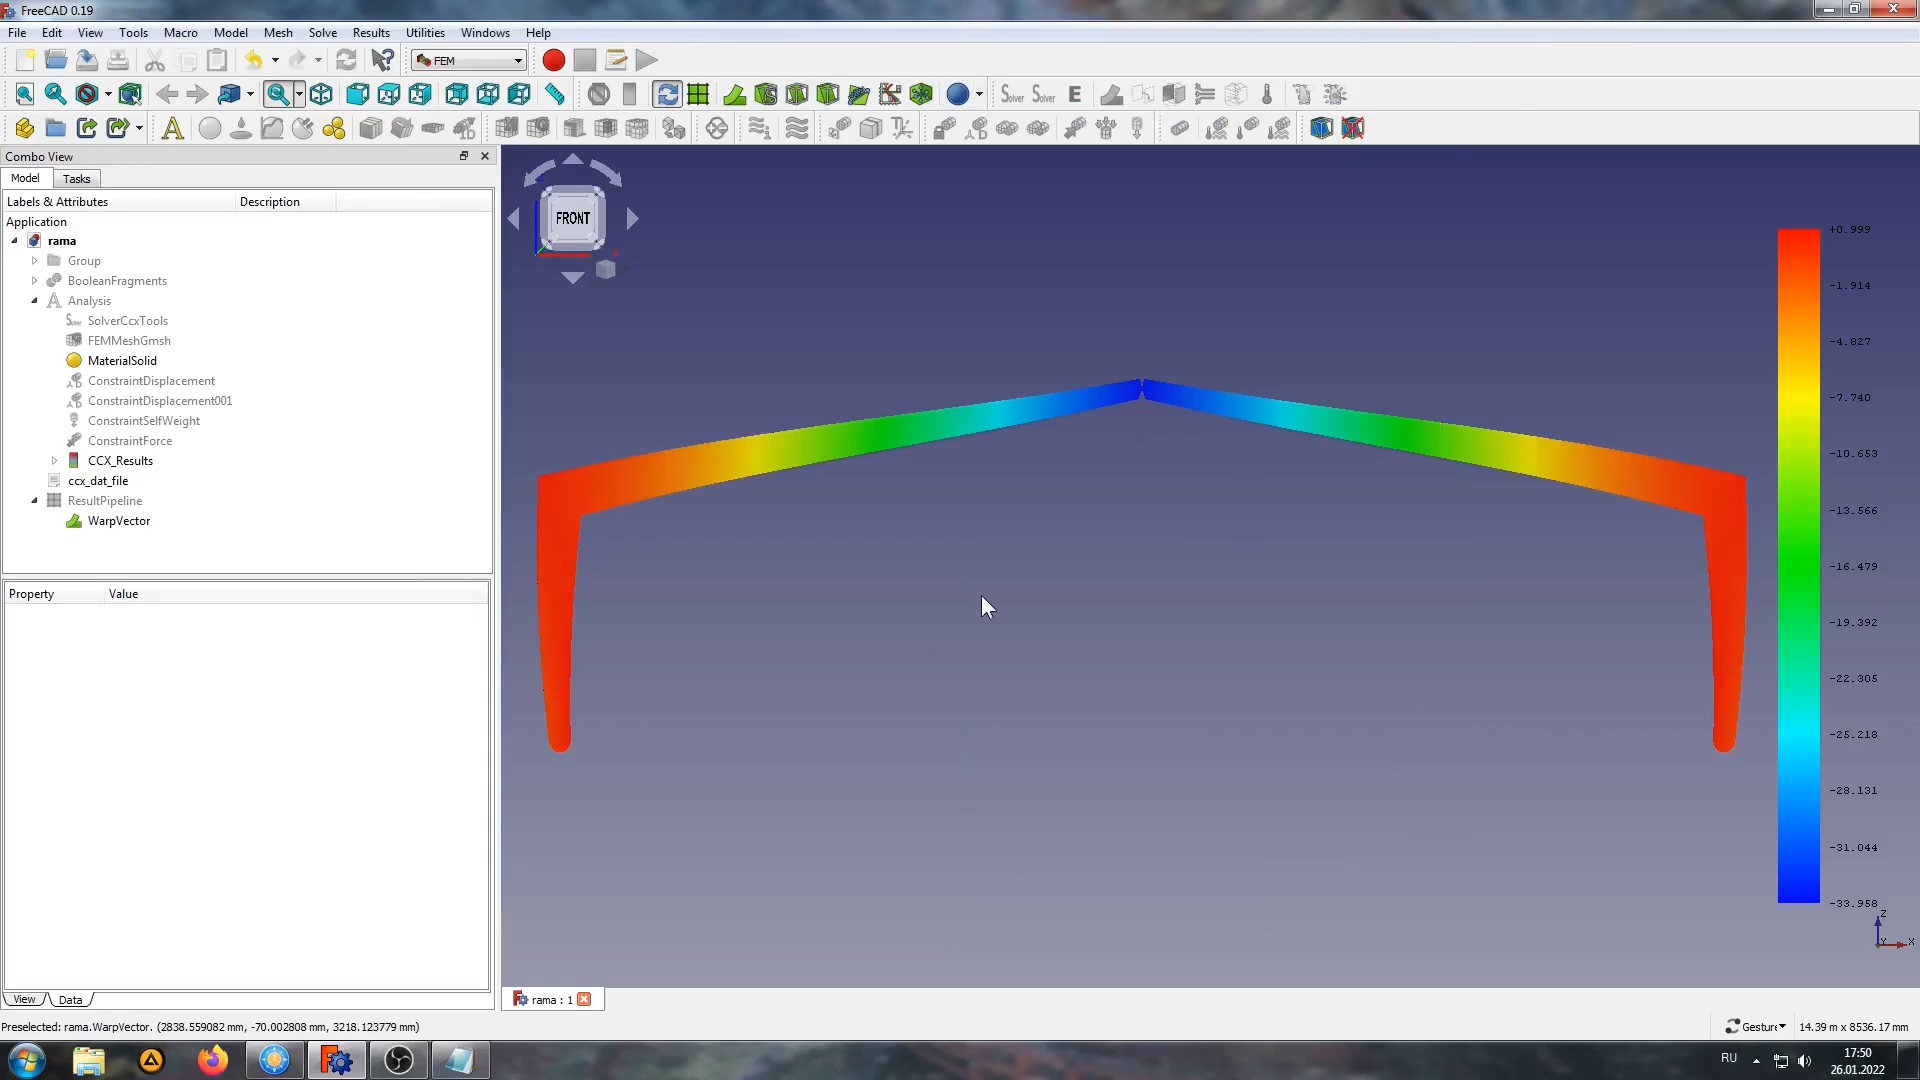 FreeCAD 0.19
File Edit View Tools Macro Model Mesh Solve Results Utilities Windows Help
FEM
Solver Solver E
Combo View
Model Tasks
Labels & Attributes Description
Application
rama
Group
BooleanFragments
Analysis
SolverCcxTools
FEMMeshGmsh
MaterialSolid
ConstraintDisplacement
ConstraintDisplacement001
ConstraintSelfWeight
ConstraintForce
CCX_Results
ccx_dat_file
ResultPipeline
WarpVector
Property Value
View Data
FRONT
+0.999
-1.914
-4.827
-7.740
-10.653
-13.566
-16.479
-19.392
-22.305
-25.218
-28.131
-31.044
-33.958
Z
Y X
rama : 1
Preselected: rama.WarpVector. (2838.559082 mm, -70.002808 mm, 3218.123779 mm)
Gesture 14.39 m x 8536.17 mm
RU
17:50
26.01.2022